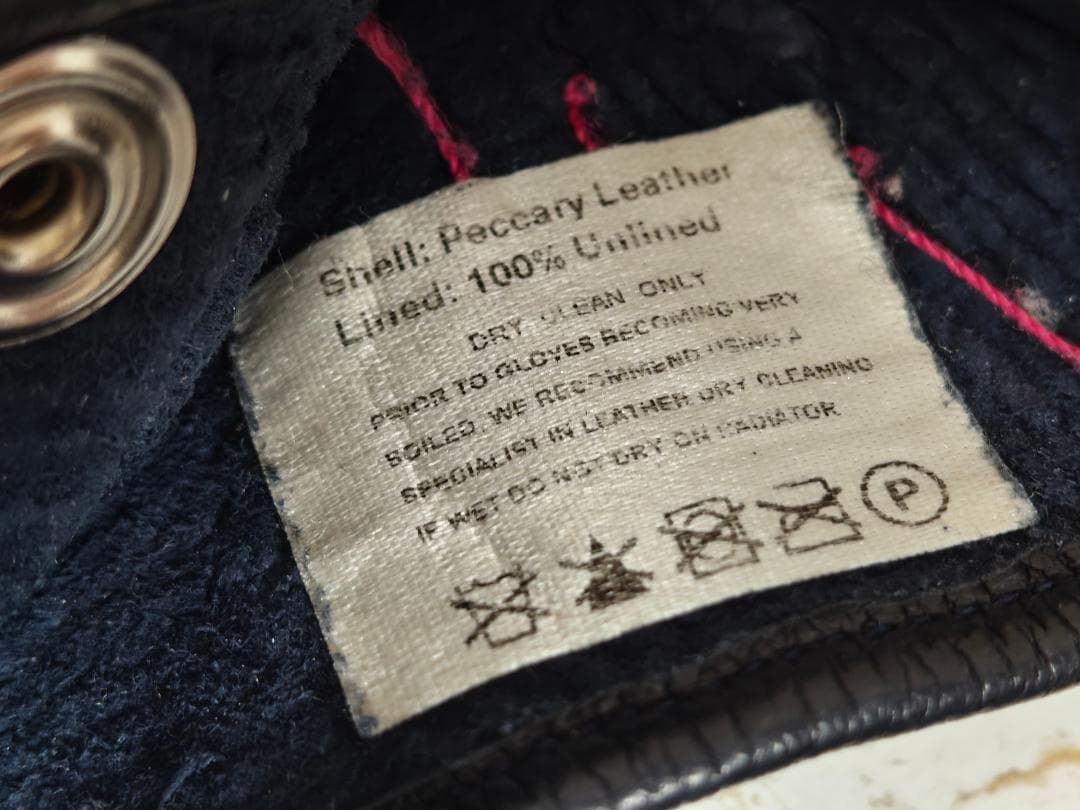 Shell: Peccary Leather
Lined: 100% Unlined
DRY CLEAN ONLY
PRIOR TO GLOVES BECOMING VERY
SOILED. WE RECOMMEND USING A
SPECIALIST IN LEATHER DRY CLEANING
IF WET DO NOT DRY ON RADIATOR
P